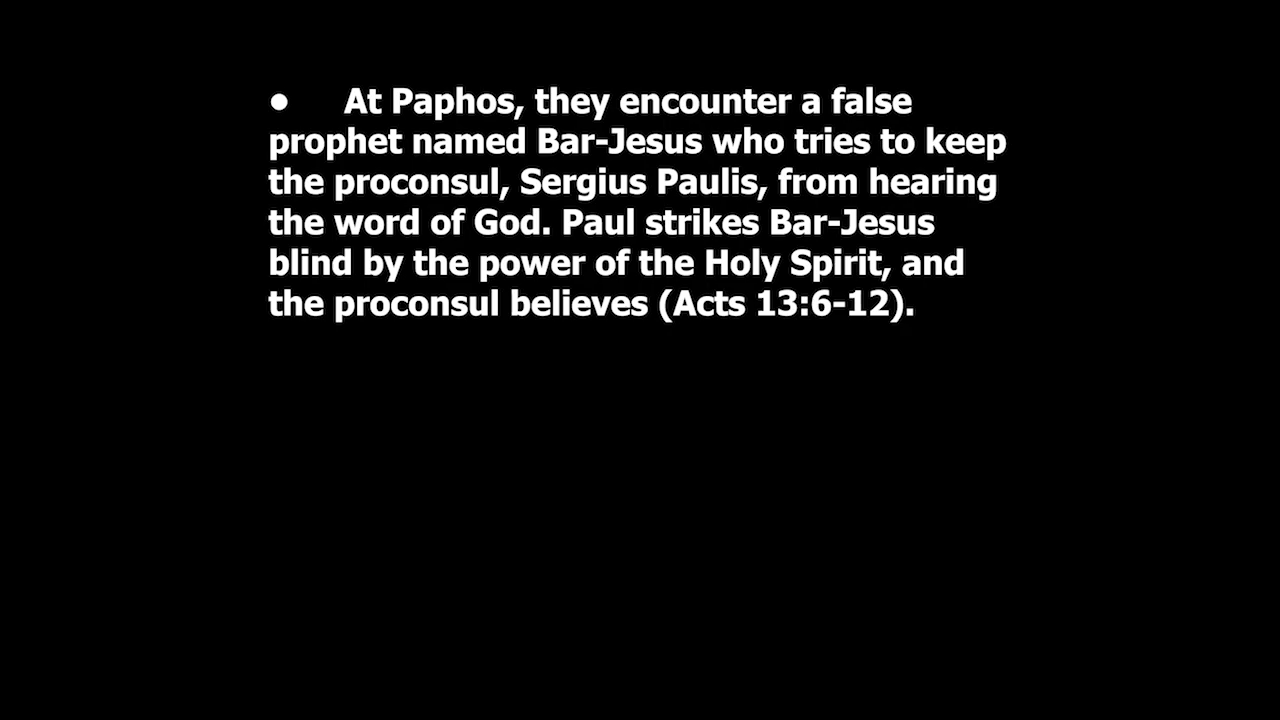 ● At Paphos, they encounter a false
prophet named Bar-Jesus who tries to keep
the proconsul, Sergius Paulis, from hearing
the word of God. Paul strikes Bar-Jesus
blind by the power of the Holy Spirit, and
the proconsul believes (Acts 13:6-12).